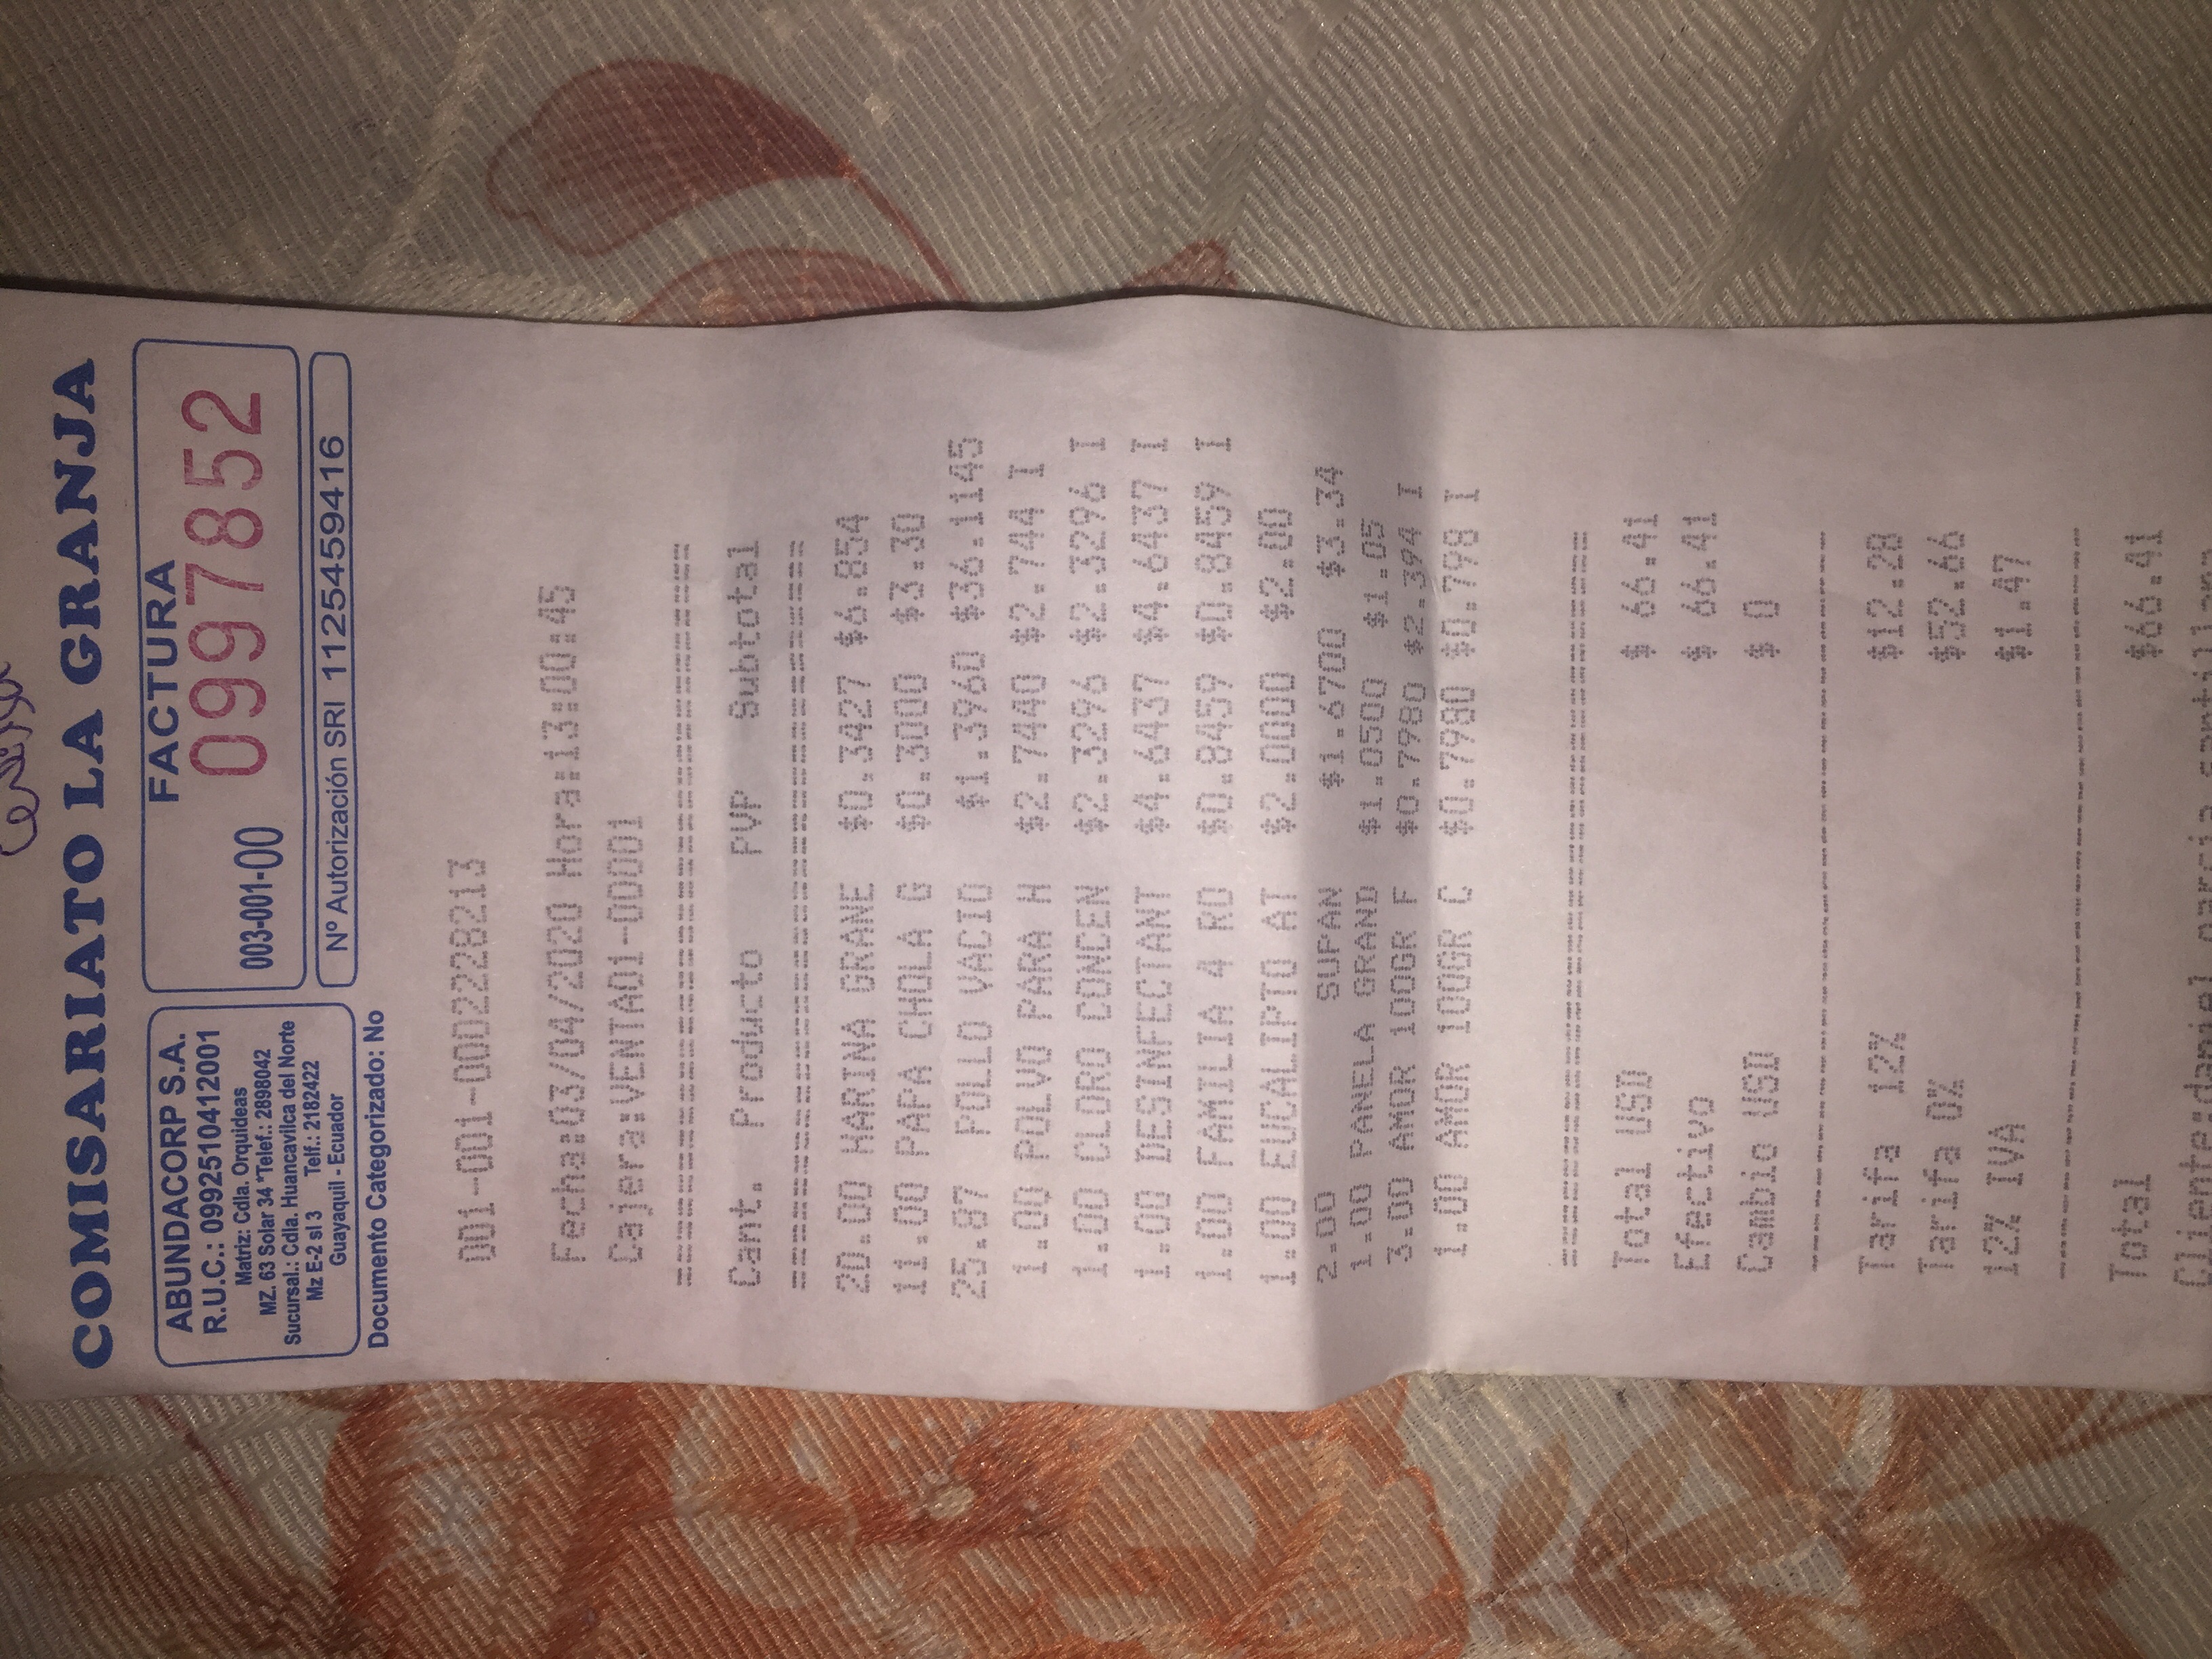 COMISARIATO LA GRANJA
ABUNDACORP S.A.
R.U.C.: 0992510412001
Matriz: Cdla. Orquideas
MZ. 63 Solar 34 *Telef.: 2898042
Sucursal.: Cdla. Huancavilca del Norte
Mz E-2 sl 3 Telf.: 2182422
Guayaquil - Ecuador
FACTURA
003-001-00 0997852
Nº Autorización SRI 1125459416
Documento Categorizado: No
001-001-0002228213
Fecha:03/04/2020 Hora:13:00:45
Cajera:VENTA01-00001
Cant. Producto PVP Subtotal
20.00 HARINA GRANE $0.3427 $6.854
11.00 PAPA CHOLA G $0.3000 $3.30
25.87 POLLO VACIO $1.3960 $36.1145
1.00 POLVO PARA H $2.7440 $2.744 I
1.00 CLORO CONCEN $2.3296 $2.3296 I
1.00 DESINFECTANT $4.6437 $4.6437 I
1.00 FAMILIA 4 RO $0.8459 $0.8459 I
1.00 EUCALIPTO AT $2.0000 $2.00
2.00 SUPAN $1.6700 $3.34
1.00 PANELA GRAND $1.0500 $1.05
3.00 AMOR 100GR F $0.7980 $2.394 I
1.00 AMOR 100GR C $0.7980 $0.798 I
Total USD $ 66.41
Efectivo $ 66.41
Cambio USD $ 0
Tarifa 12% $12.28
Tarifa 0% $52.66
12% IVA $1.47
Total $66.41
Cliente:daniel garcia santillana